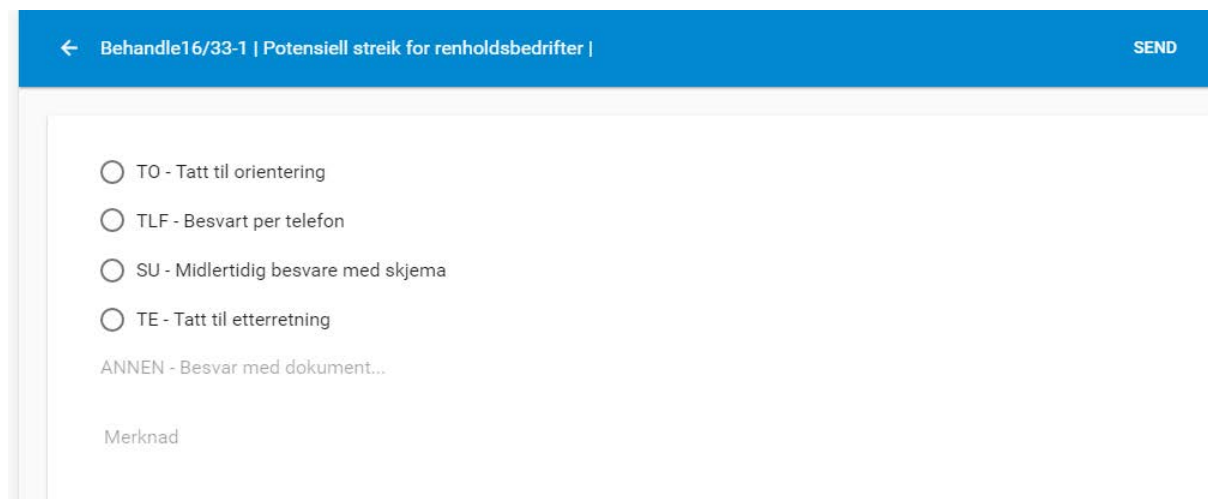 Behandle16/33-1 | Potensiell streik for renholdsbedrifter | SEND
TO - Tatt til orientering
TLF - Besvart per telefon
SU - Midlertidig besvare med skjema
TE - Tatt til etterretning
ANNEN - Besvar med dokument...
Merknad